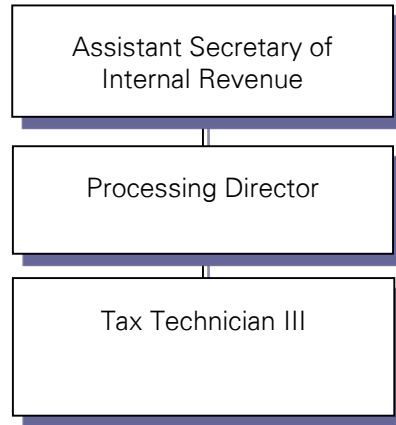 Assistant Secretary of
Internal Revenue
Processing Director
Tax Technician III